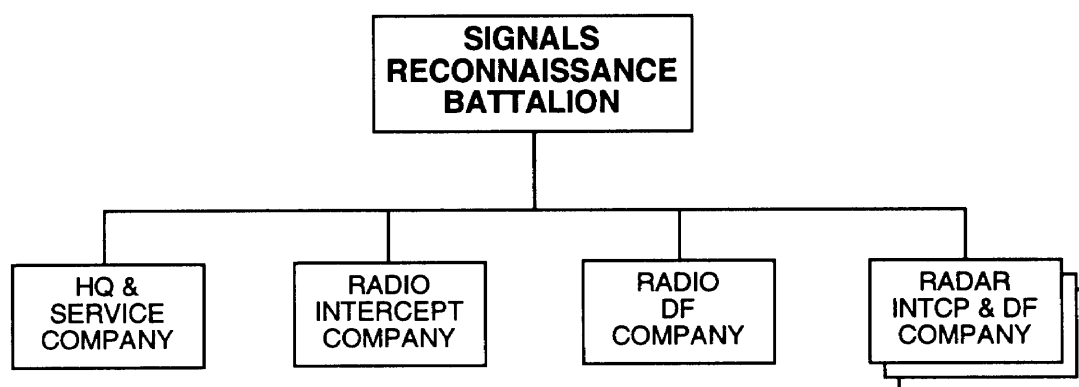 SIGNALS
RECONNAISSANCE
BATTALION
HQ &
SERVICE
COMPANY
RADIO
INTERCEPT
COMPANY
RADIO
DF
COMPANY
RADAR
INTCP & DF
COMPANY